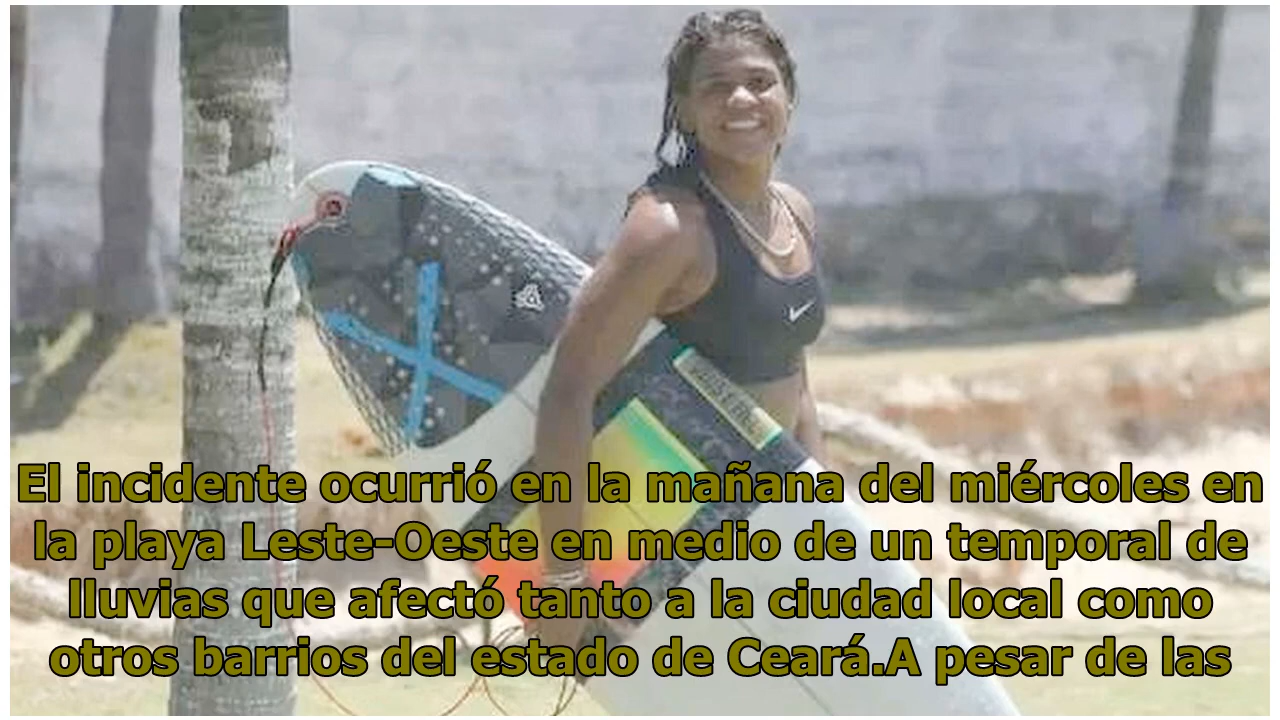 El incidente ocurrió en la mañana del miércoles en
la playa Leste-Oeste en medio de un temporal de
lluvias que afectó tanto a la ciudad local como
otros barrios del estado de Ceará.A pesar de las